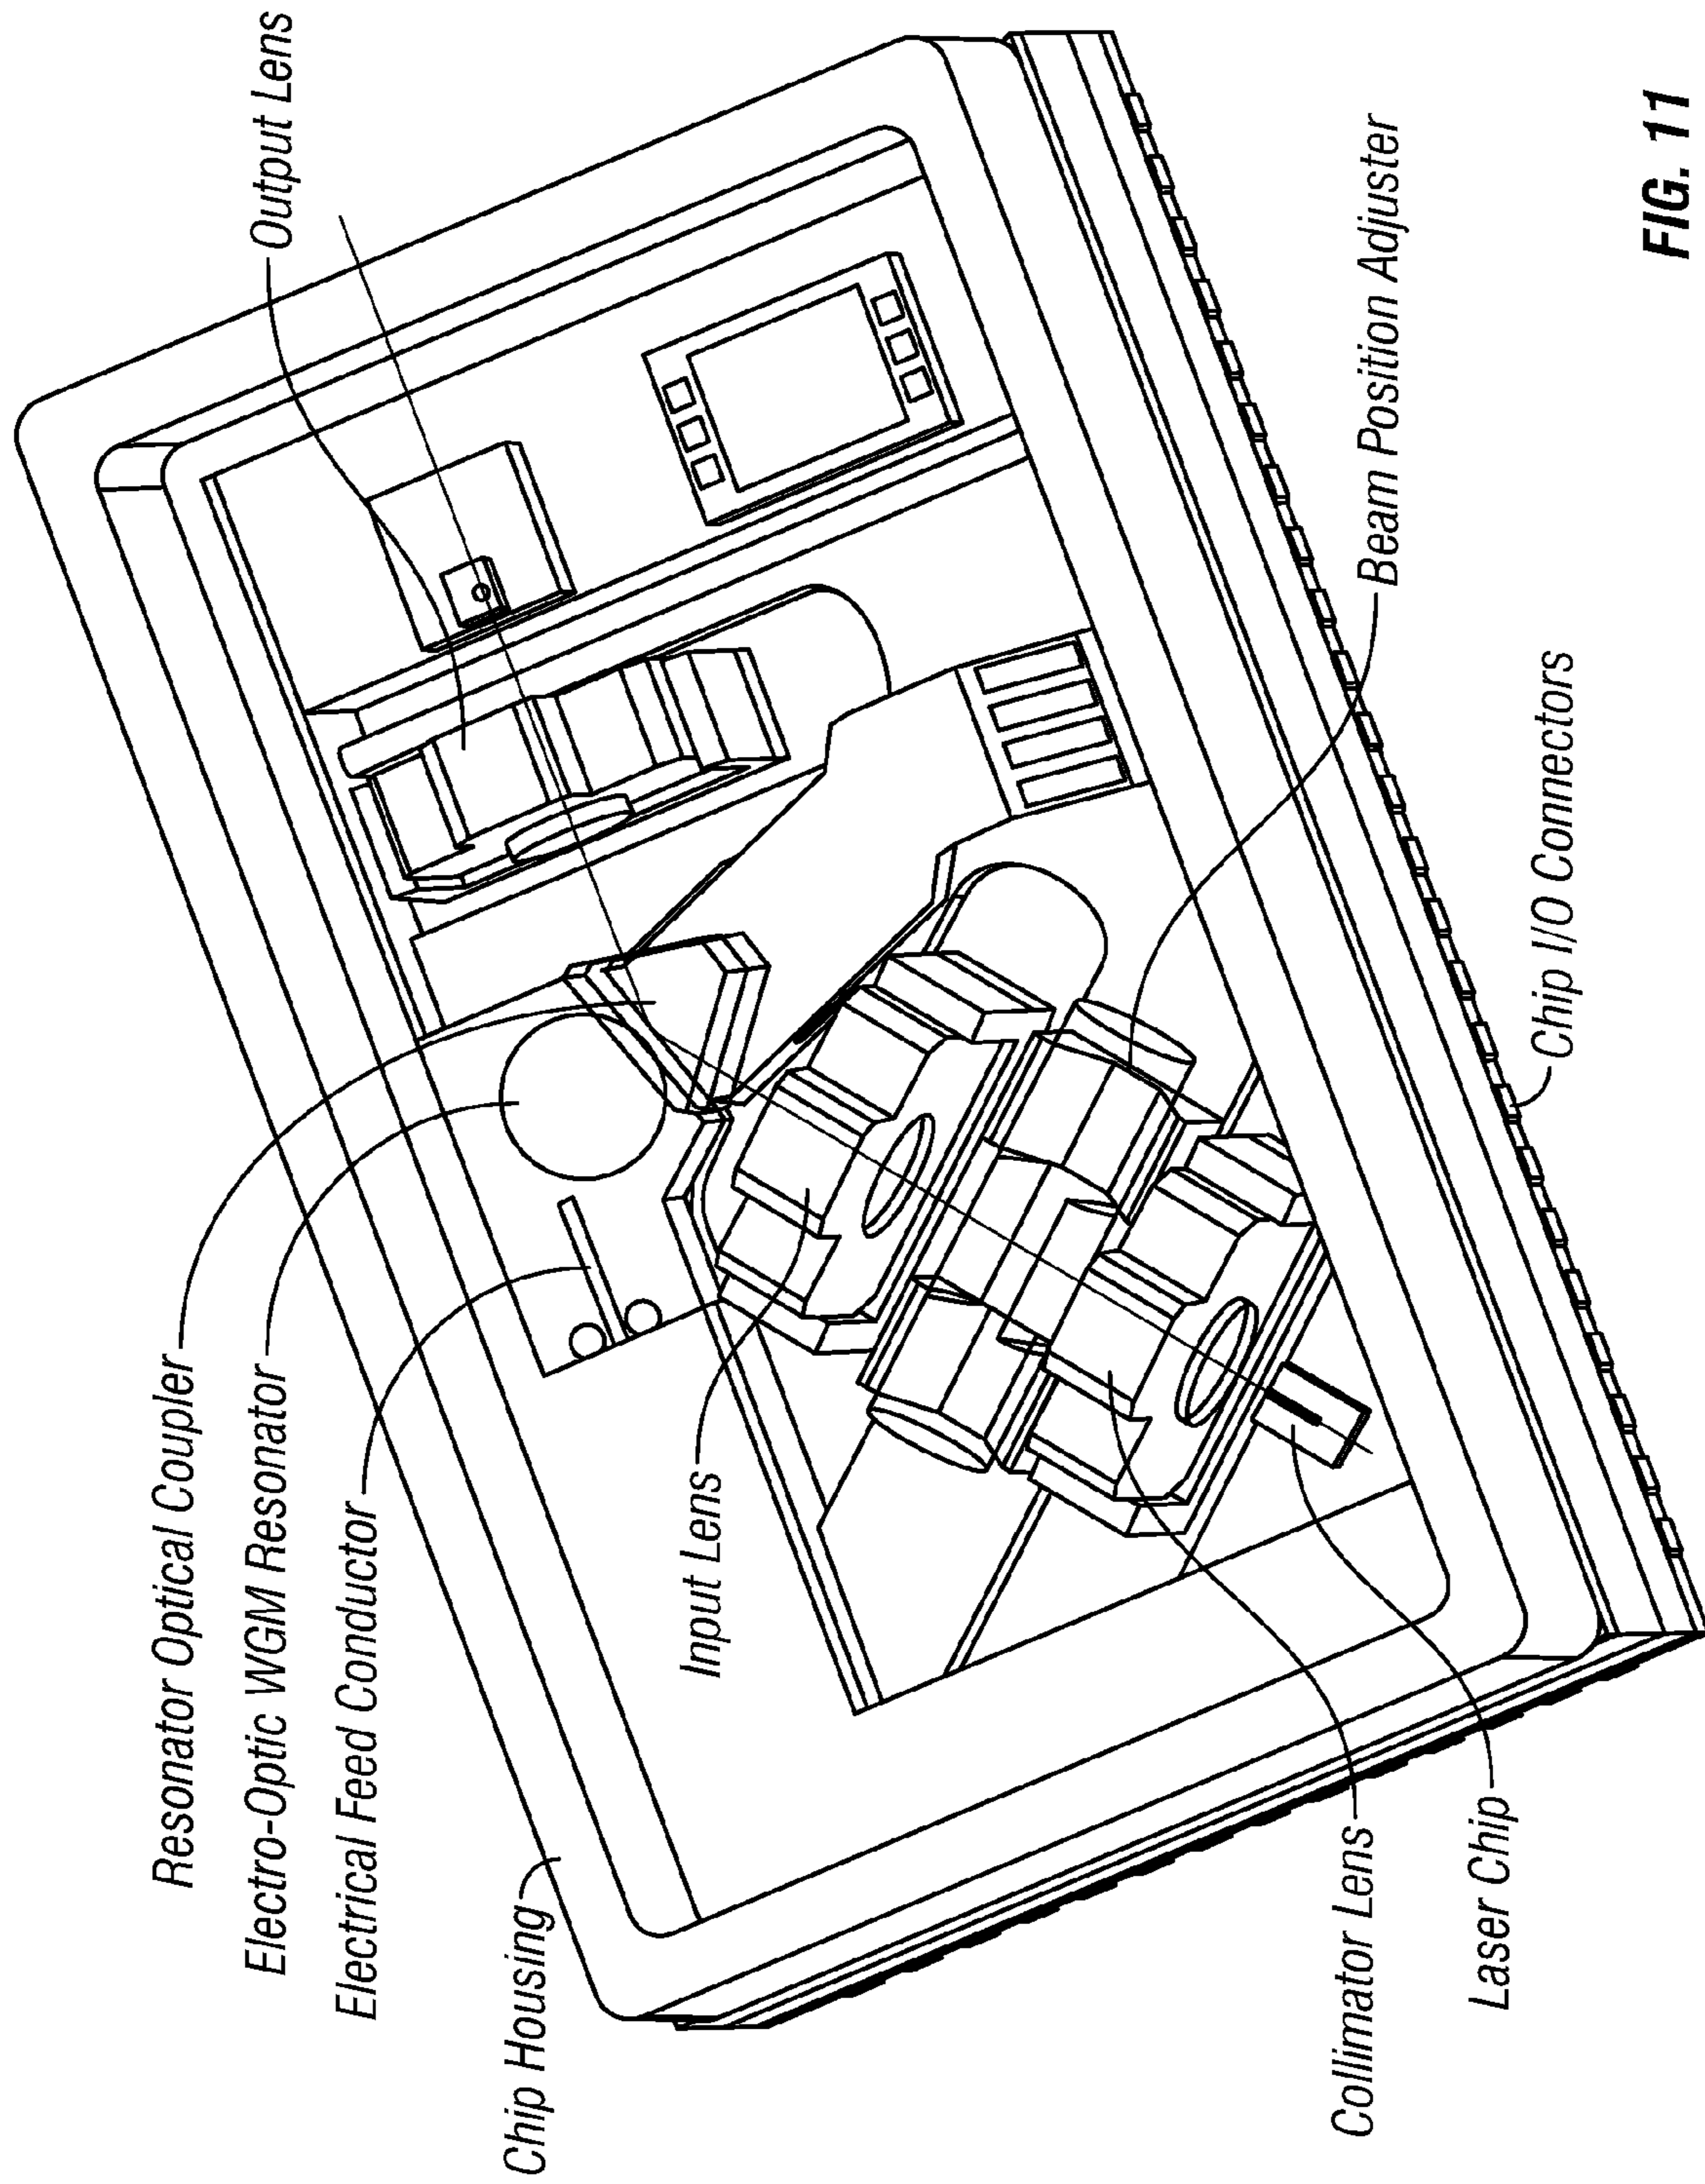 Resonator Optical Coupler
Electro-Optic WGM Resonator
Electrical Feed Conductor
Output Lens
Chip Housing
Input Lens
Collimator Lens
Beam Position Adjuster
Laser Chip
Chip I/O Connectors
FIG. 11